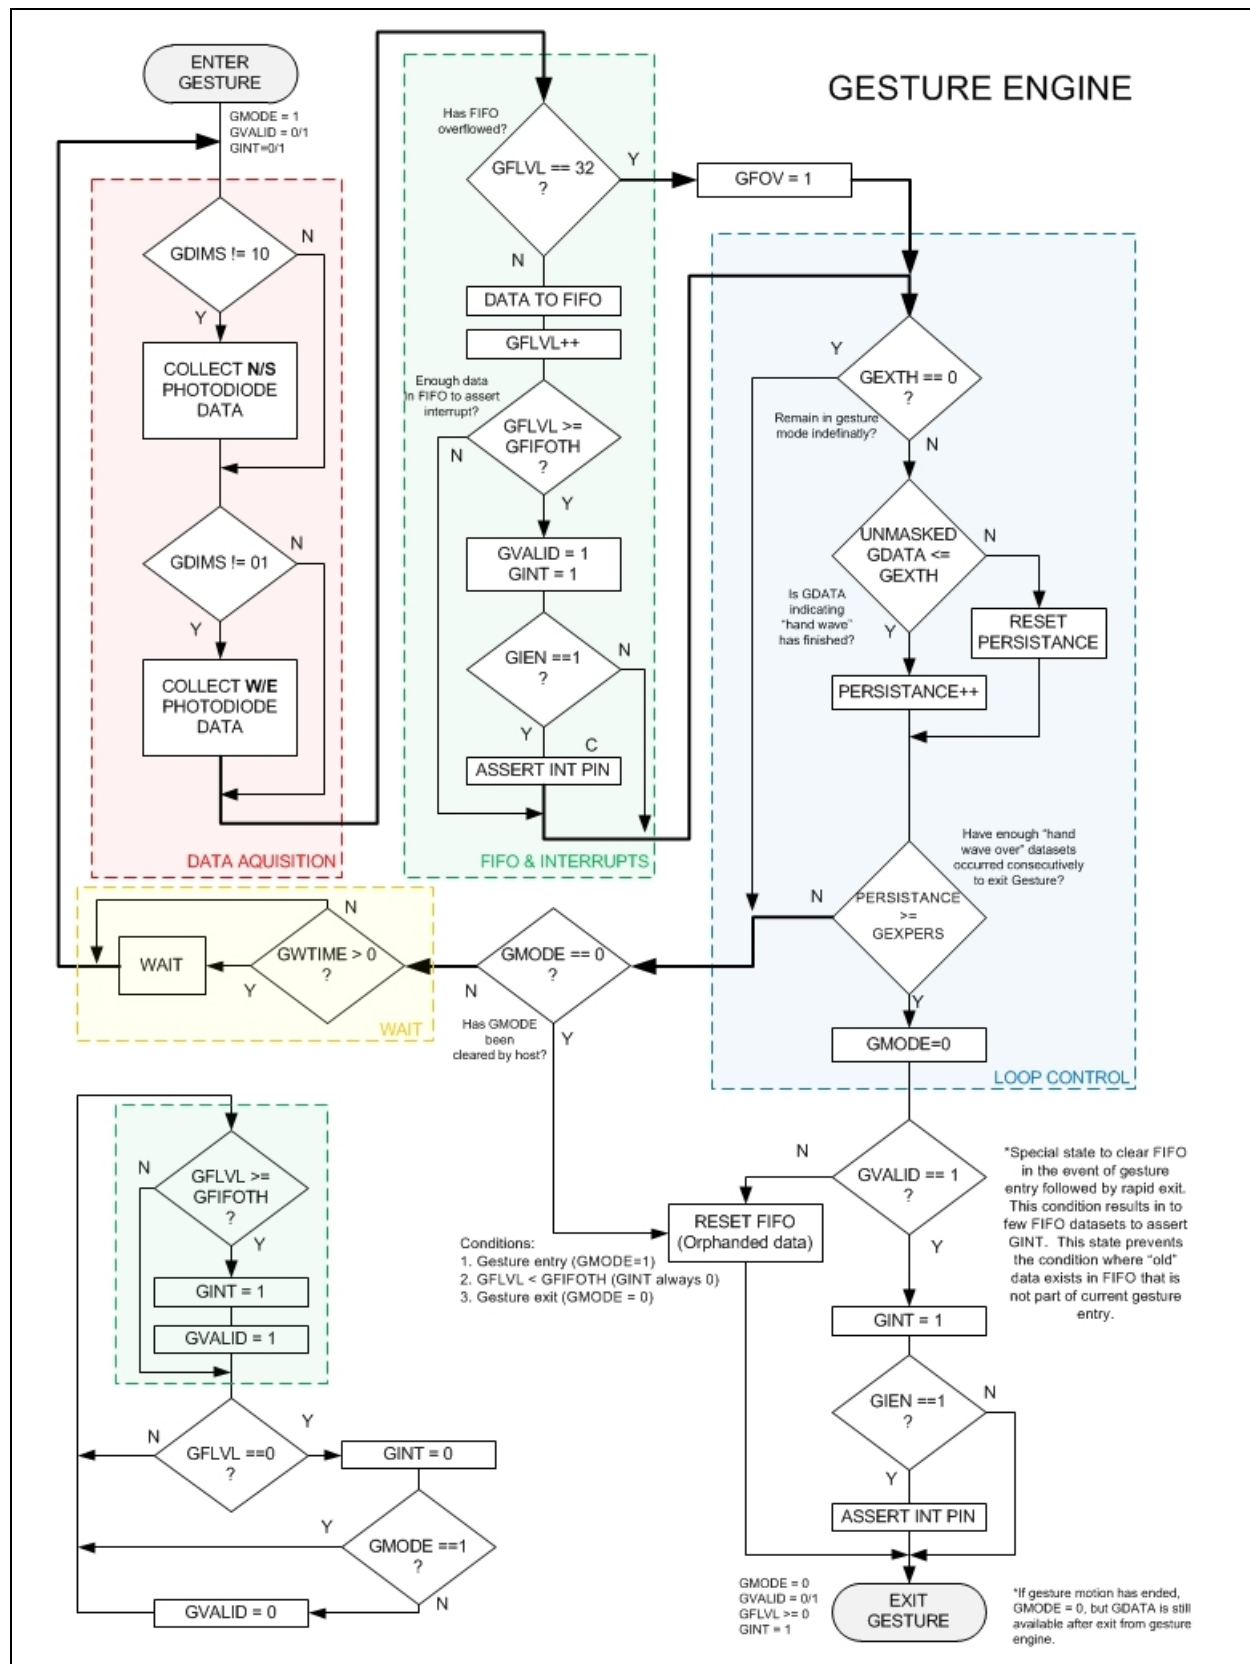 GESTURE ENGINE
ENTER
GESTURE
GMODE = 1
GVALID = 0/1
GINT=0/1
GDIMS != 10
N
Y
COLLECT N/S
PHOTODIODE
DATA
GDIMS != 01
N
Y
COLLECT W/E
PHOTODIODE
DATA
DATA AQUISITION
Has FIFO
overflowed?
GFLVL == 32
?
Y
N
DATA TO FIFO
GFLVL++
Enough data
in FIFO to assert
interrupt?
GFLVL >=
GFIFOTH
?
N
Y
GVALID = 1
GINT = 1
GIEN ==1
?
N
Y
C
ASSERT INT PIN
FIFO & INTERRUPTS
GFOV = 1
Y
GEXTH == 0
?
Remain in gesture
mode indefinatly?
N
UNMASKED
GDATA <=
GEXTH
N
Is GDATA
indicating
"hand wave"
has finished?
Y
RESET
PERSISTANCE
PERSISTANCE++
Have enough "hand
wave over" datasets
occurred consecutively
to exit Gesture?
N
PERSISTANCE
>=
GEXPERS
Y
GMODE=0
LOOP CONTROL
N
WAIT
GWTIME > 0
?
Y
WAIT
GMODE == 0
?
N
Has GMODE
been
cleared by host?
Y
N
GVALID == 1
?
Y
RESET FIFO
(Orphanded data)
Conditions:
1. Gesture entry (GMODE=1)
2. GFLVL < GFIFOTH (GINT always 0)
3. Gesture exit (GMODE = 0)
*Special state to clear FIFO
in the event of gesture
entry followed by rapid exit.
This condition results in to
few FIFO datasets to assert
GINT. This state prevents
the condition where "old"
data exists in FIFO that is
not part of current gesture
entry.
GINT = 1
GIEN ==1
?
N
Y
ASSERT INT PIN
GMODE = 0
GVALID = 0/1
GFLVL >= 0
GINT = 1
EXIT
GESTURE
*If gesture motion has ended,
GMODE = 0, but GDATA is still
available after exit from gesture
engine.
N
GFLVL >=
GFIFOTH
?
Y
GINT = 1
GVALID = 1
N
GFLVL ==0
?
Y
GINT = 0
Y
GMODE ==1
?
N
GVALID = 0